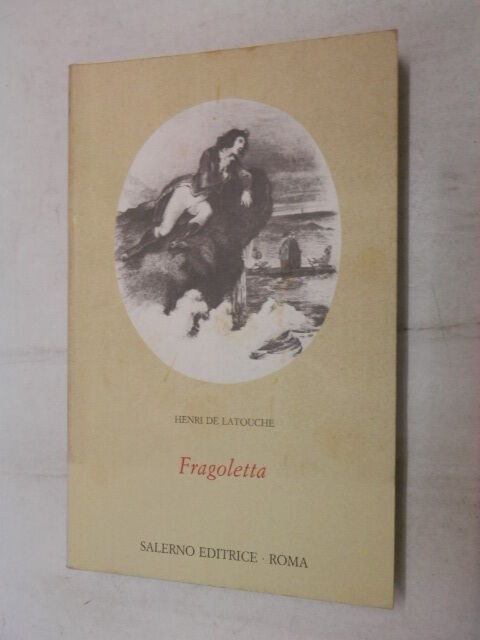 HENRI DE LATOUCHE
Fragoletta
SALERNO EDITRICE · ROMA